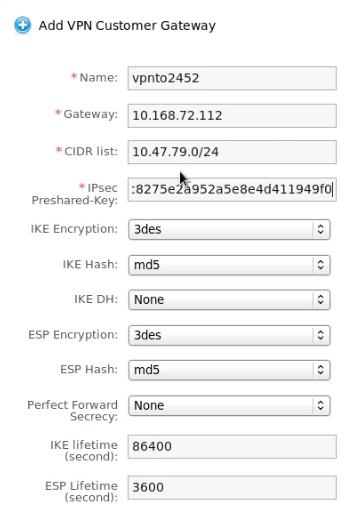 Add VPN Customer Gateway
* Name: vpnto2452
* Gateway: 10.168.72.112
* CIDR list: 10.47.79.0/24
* IPsec Preshared-Key: :8275e2a952a5e8e4d411949f0
IKE Encryption: 3des
IKE Hash: md5
IKE DH: None
ESP Encryption: 3des
ESP Hash: md5
Perfect Forward Secrecy: None
IKE lifetime (second): 86400
ESP Lifetime (second): 3600